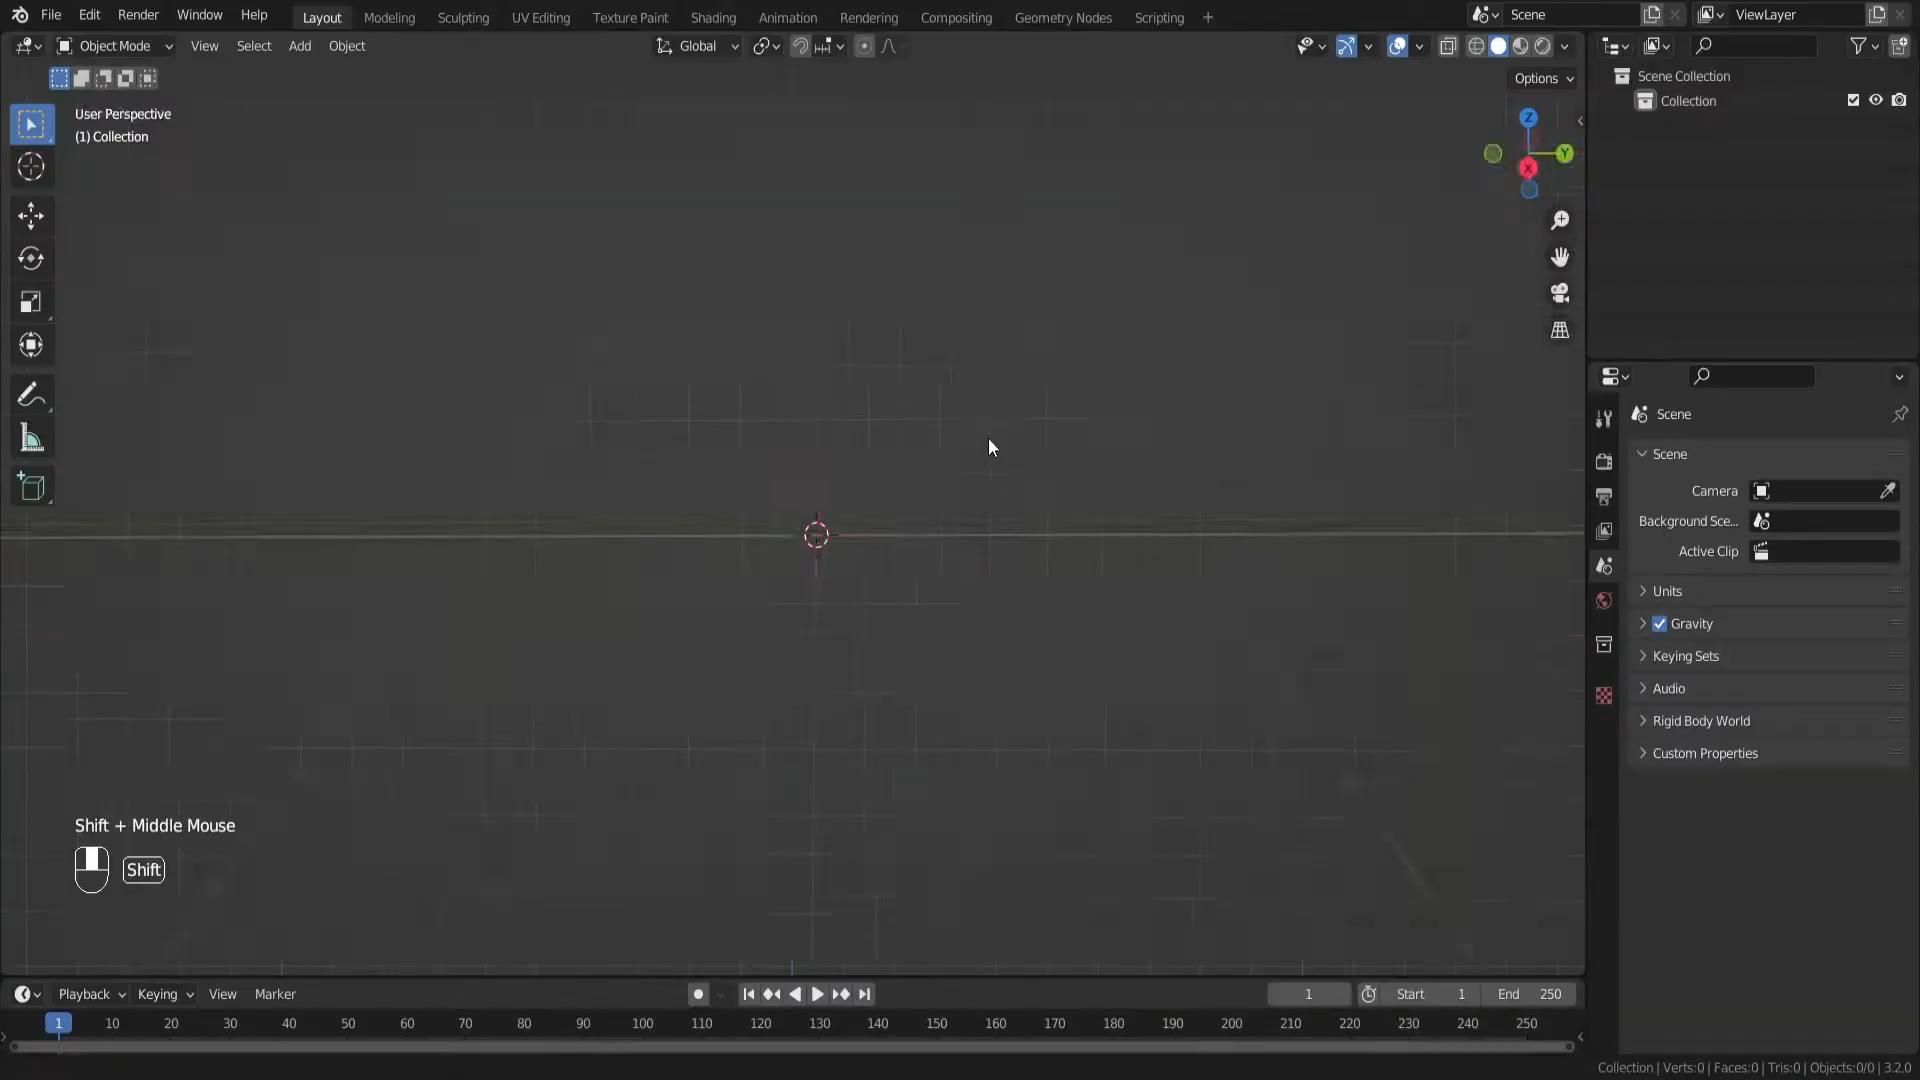 File Edit Render Window Help Layout Modeling Sculpting UV Editing Texture Paint Shading Animation Rendering Compositing Geometry Nodes Scripting + Scene ViewLayer
Object Mode View Select Add Object Global
Options
User Perspective
(1) Collection
Z
Y
X
Scene Collection
Collection
Scene
Scene
Camera
Background Sce...
Active Clip
Units
Gravity
Keying Sets
Audio
Rigid Body World
Custom Properties
Shift + Middle Mouse
Shift
Playback Keying View Marker 1 Start 1 End 250
1 10 20 30 40 50 60 70 80 90 100 110 120 130 140 150 160 170 180 190 200 210 220 230 240 250
Collection | Verts:0 | Faces:0 | Tris:0 | Objects:0/0 | 3.2.0